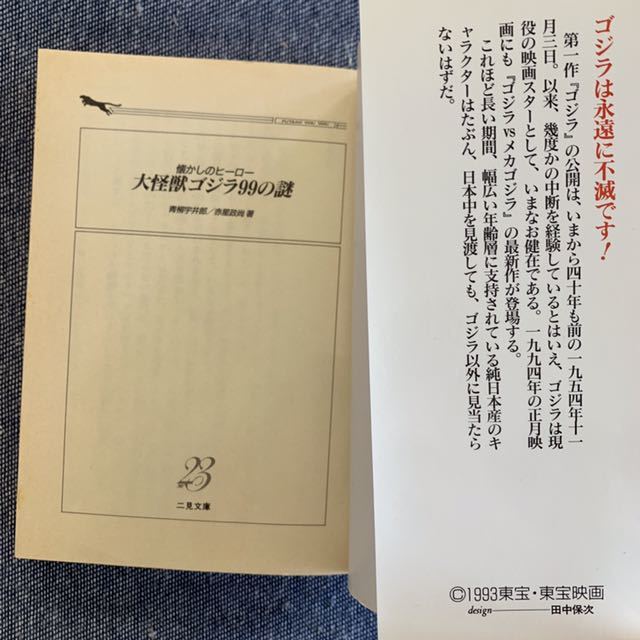 ゴジラは永遠に不滅です!
第一作『ゴジラ』の公開は、いまから四十年も前の一九五四年十一
月三日。以来、幾度かの中断を経験しているとはいえ、ゴジラは現
役の映画スターとして、いまなお健在である。一九九四年の正月映
画にも『ゴジラvsメカゴジラ』の最新作が登場する。
これほど長い期間、幅広い年齢層に支持されている純日本産のキ
ャラクターはたぶん、日本中を見渡しても、ゴジラ以外に見当たら
ないはずだ。
©1993東宝・東宝映画
design 田中保次
懐かしのヒーロー
大怪獣ゴジラ99の謎
青柳宇井郎/赤星政尚 著
23
二見文庫